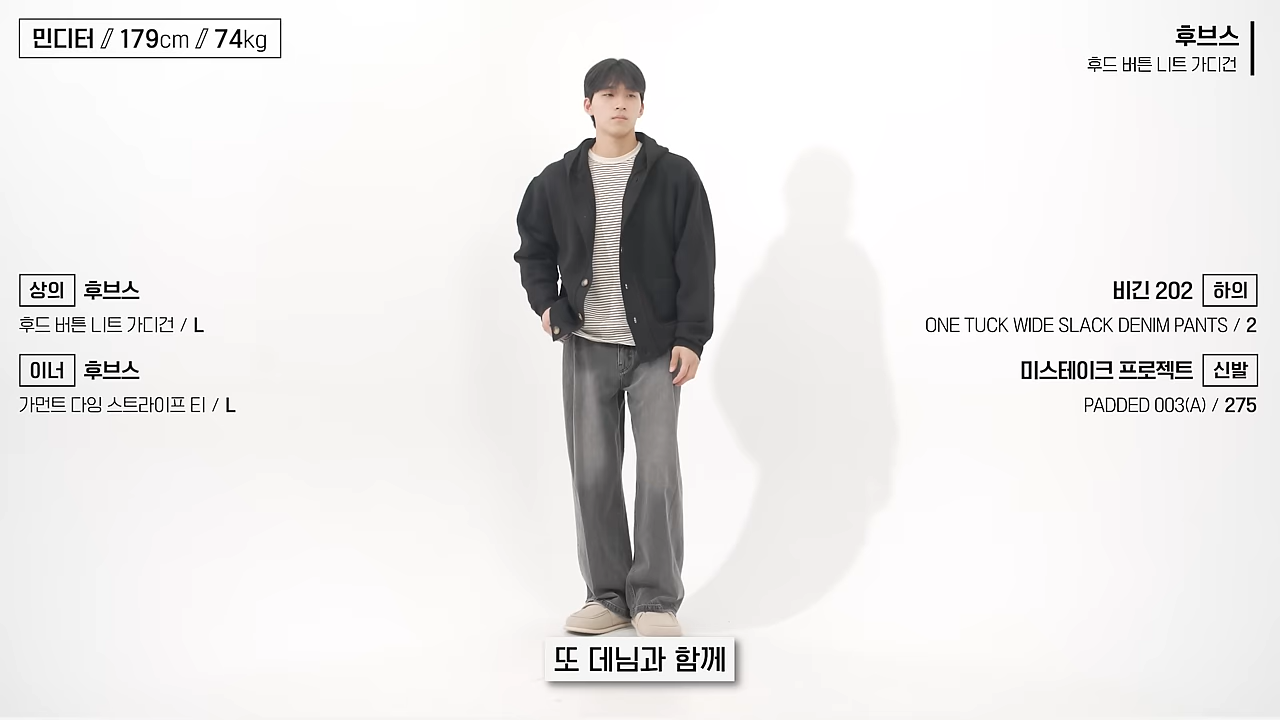 민디터 // 179cm // 74kg
후브스
후드 버튼 니트 가디건
상의 후브스
후드 버튼 니트 가디건 / L
이너 후브스
가먼트 다잉 스트라이프 티 / L
비긴 202 하의
ONE TUCK WIDE SLACK DENIM PANTS / 2
미스테이크 프로젝트 신발
PADDED 003(A) / 275
또 데님과 함께